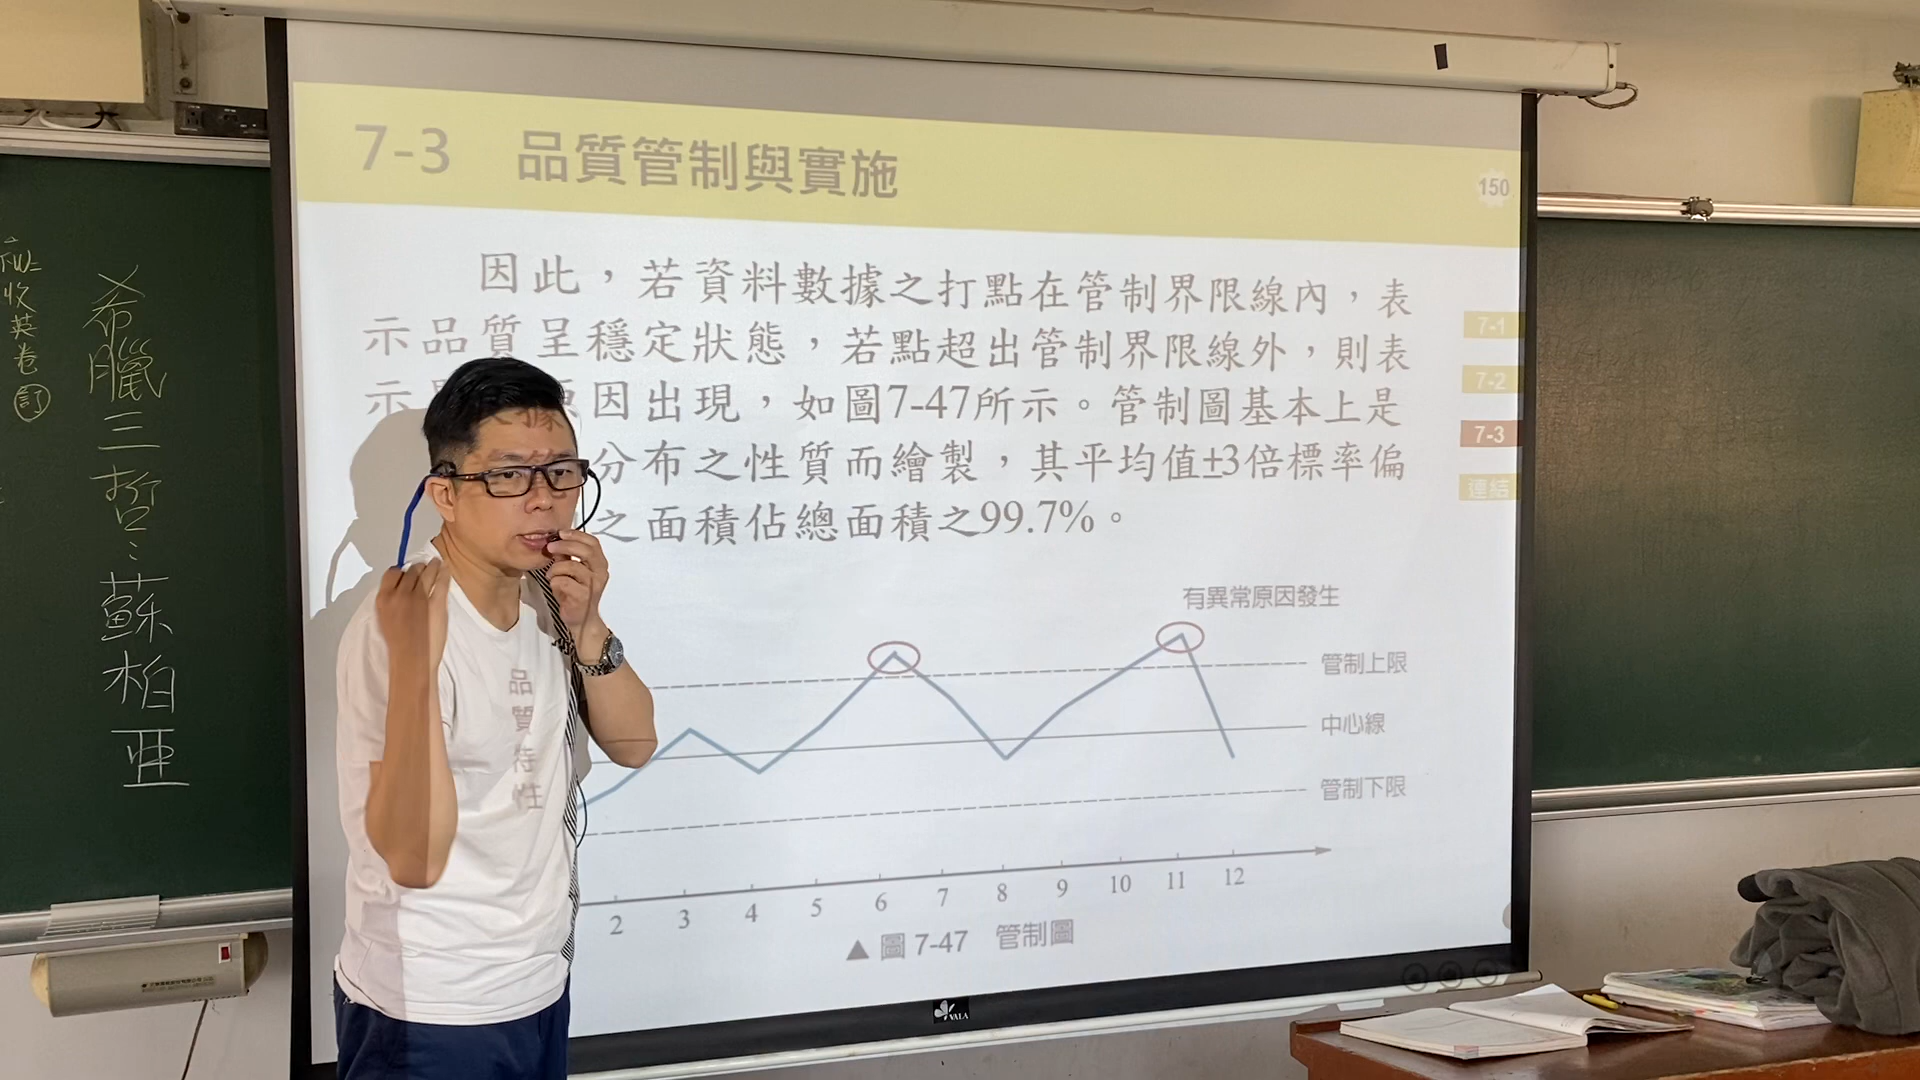 收英卷
訂
希臘三哲:蘇柏亞
7-3 品質管制與實施
150
因此，若資料數據之打點在管制界限線內，表
示品質呈穩定狀態，若點超出管制界限線外，則表
示 因出現，如圖7-47所示。管制圖基本上是
分布之性質而繪製，其平均值±3倍標率偏
之面積佔總面積之99.7%。
7-1
7-2
7-3
連結
有異常原因發生
管制上限
中心線
管制下限
品質特性
2 3 4 5 6 7 8 9 10 11 12
▲圖 7-47 管制圖
VALA